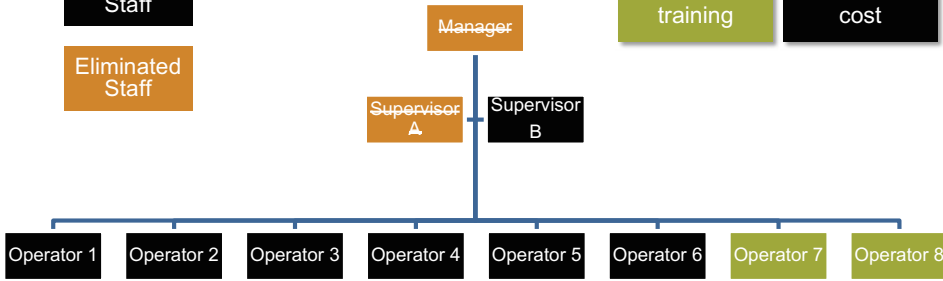 Staff
training
cost
Manager
Eliminated
Staff
Supervisor
A
Supervisor
B
Operator 1
Operator 2
Operator 3
Operator 4
Operator 5
Operator 6
Operator 7
Operator 8